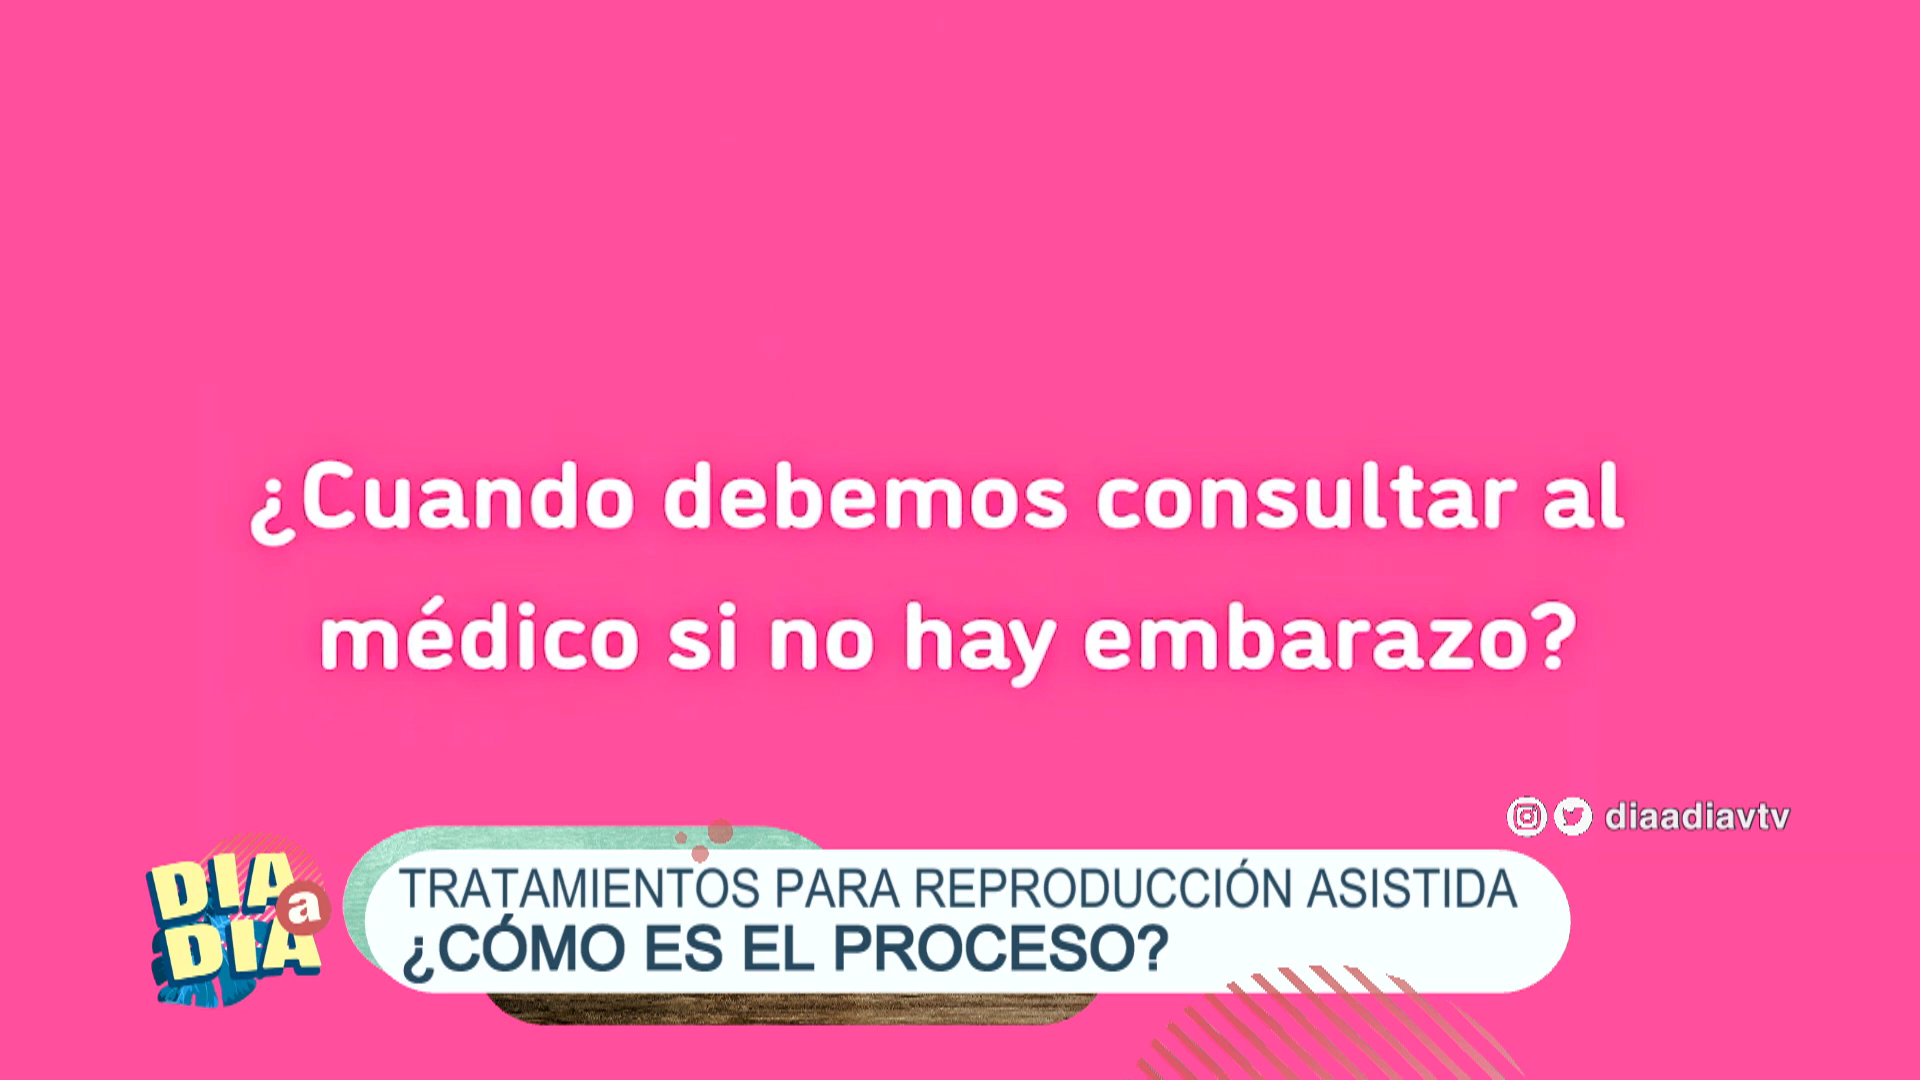 ¿Cuando debemos consultar al
médico si no hay embarazo?
diaadiavtv
DIA a
DIA
TRATAMIENTOS PARA REPRODUCCIÓN ASISTIDA
¿CÓMO ES EL PROCESO?